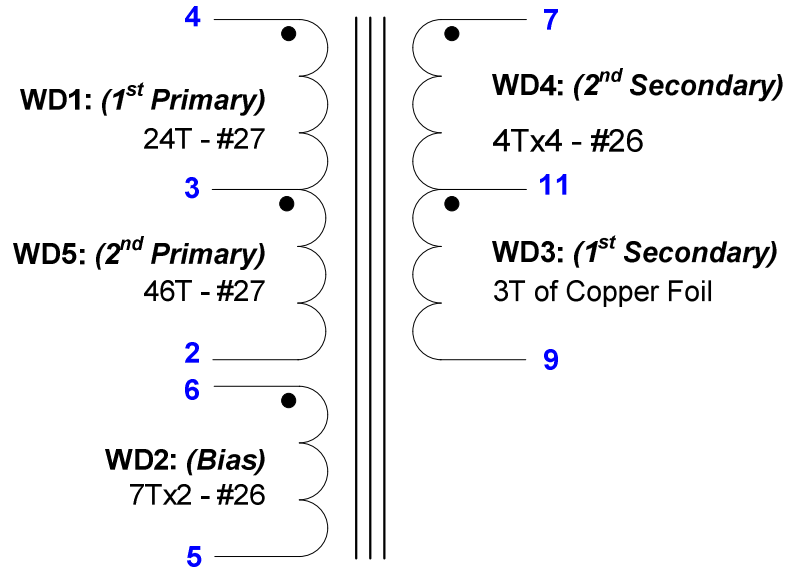 4
WD1: (1st Primary)
24T - #27
3
WD5: (2nd Primary)
46T - #27
2
6
WD2: (Bias)
7Tx2 - #26
5
7
WD4: (2nd Secondary)
4Tx4 - #26
11
WD3: (1st Secondary)
3T of Copper Foil
9